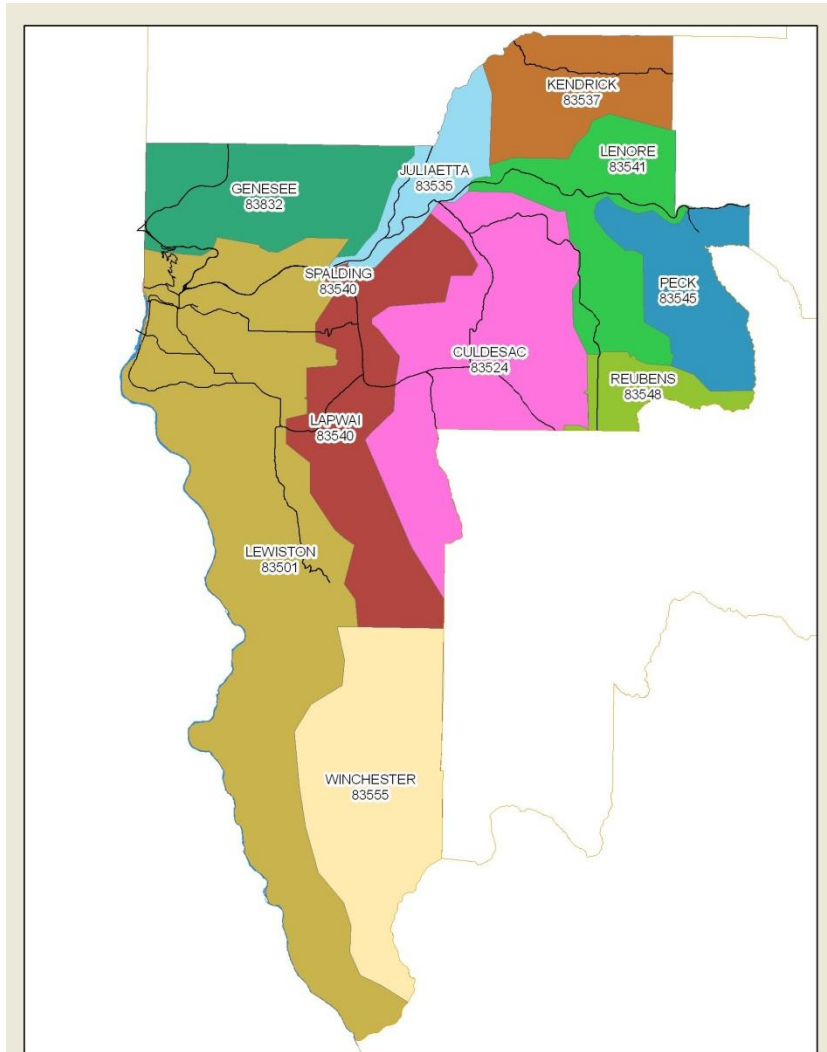 KENDRICK
83537
LENORE
83541
JULIAETTA
83535
GENESEE
83832
SPALDING
83540
PECK
83545
CULDESAC
83524
REUBENS
83548
LAPWAI
83540
LEWISTON
83501
WINCHESTER
83555